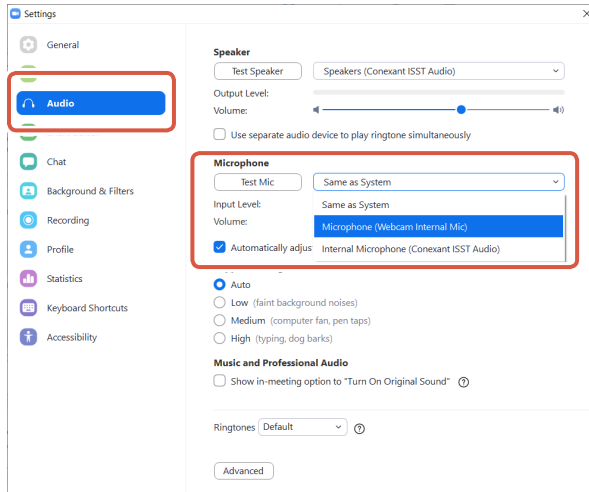 Settings
General
Audio
Chat
Background & Filters
Recording
Profile
Statistics
Keyboard Shortcuts
Accessibility
Speaker
Test Speaker
Speakers (Conexant ISST Audio)
Output Level:
Volume:
Use separate audio device to play ringtone simultaneously
Microphone
Test Mic
Same as System
Input Level:
Same as System
Volume:
Microphone (Webcam Internal Mic)
Automatically adjus
Internal Microphone (Conexant ISST Audio)
Auto
Low (faint background noises)
Medium (computer fan, pen taps)
High (typing, dog barks)
Music and Professional Audio
Show in-meeting option to "Turn On Original Sound" ?
Ringtones Default ?
Advanced